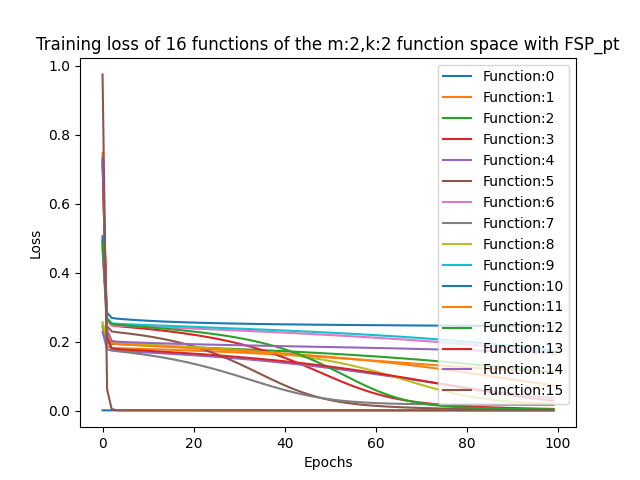 Training loss of 16 functions of the m:2,k:2 function space with FSP_pt
1.0
0.8
0.6
0.4
0.2
0.0
Loss
0
20
40
60
80
100
Epochs
Function:0
Function:1
Function:2
Function:3
Function:4
Function:5
Function:6
Function:7
Function:8
Function:9
Function:10
Function:11
Function:12
Function:13
Function:14
Function:15